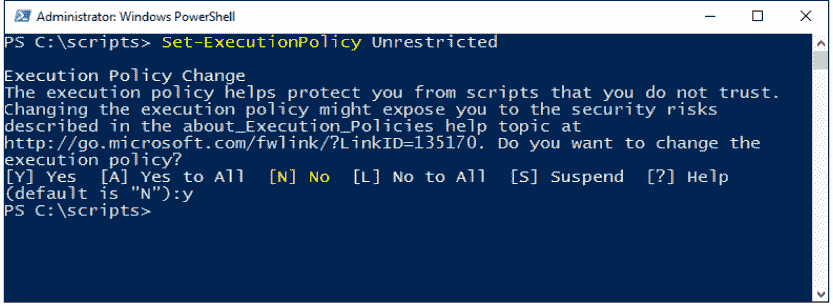 Administrator: Windows PowerShell
PS C:\scripts> Set-ExecutionPolicy Unrestricted
Execution Policy Change
The execution policy helps protect you from scripts that you do not trust.
Changing the execution policy might expose you to the security risks
described in the about_Execution_Policies help topic at
http://go.microsoft.com/fwlink/?LinkID=135170. Do you want to change the
execution policy?
[Y] Yes  [A] Yes to All  [N] No  [L] No to All  [S] Suspend  [?] Help
(default is "N"):y
PS C:\scripts>